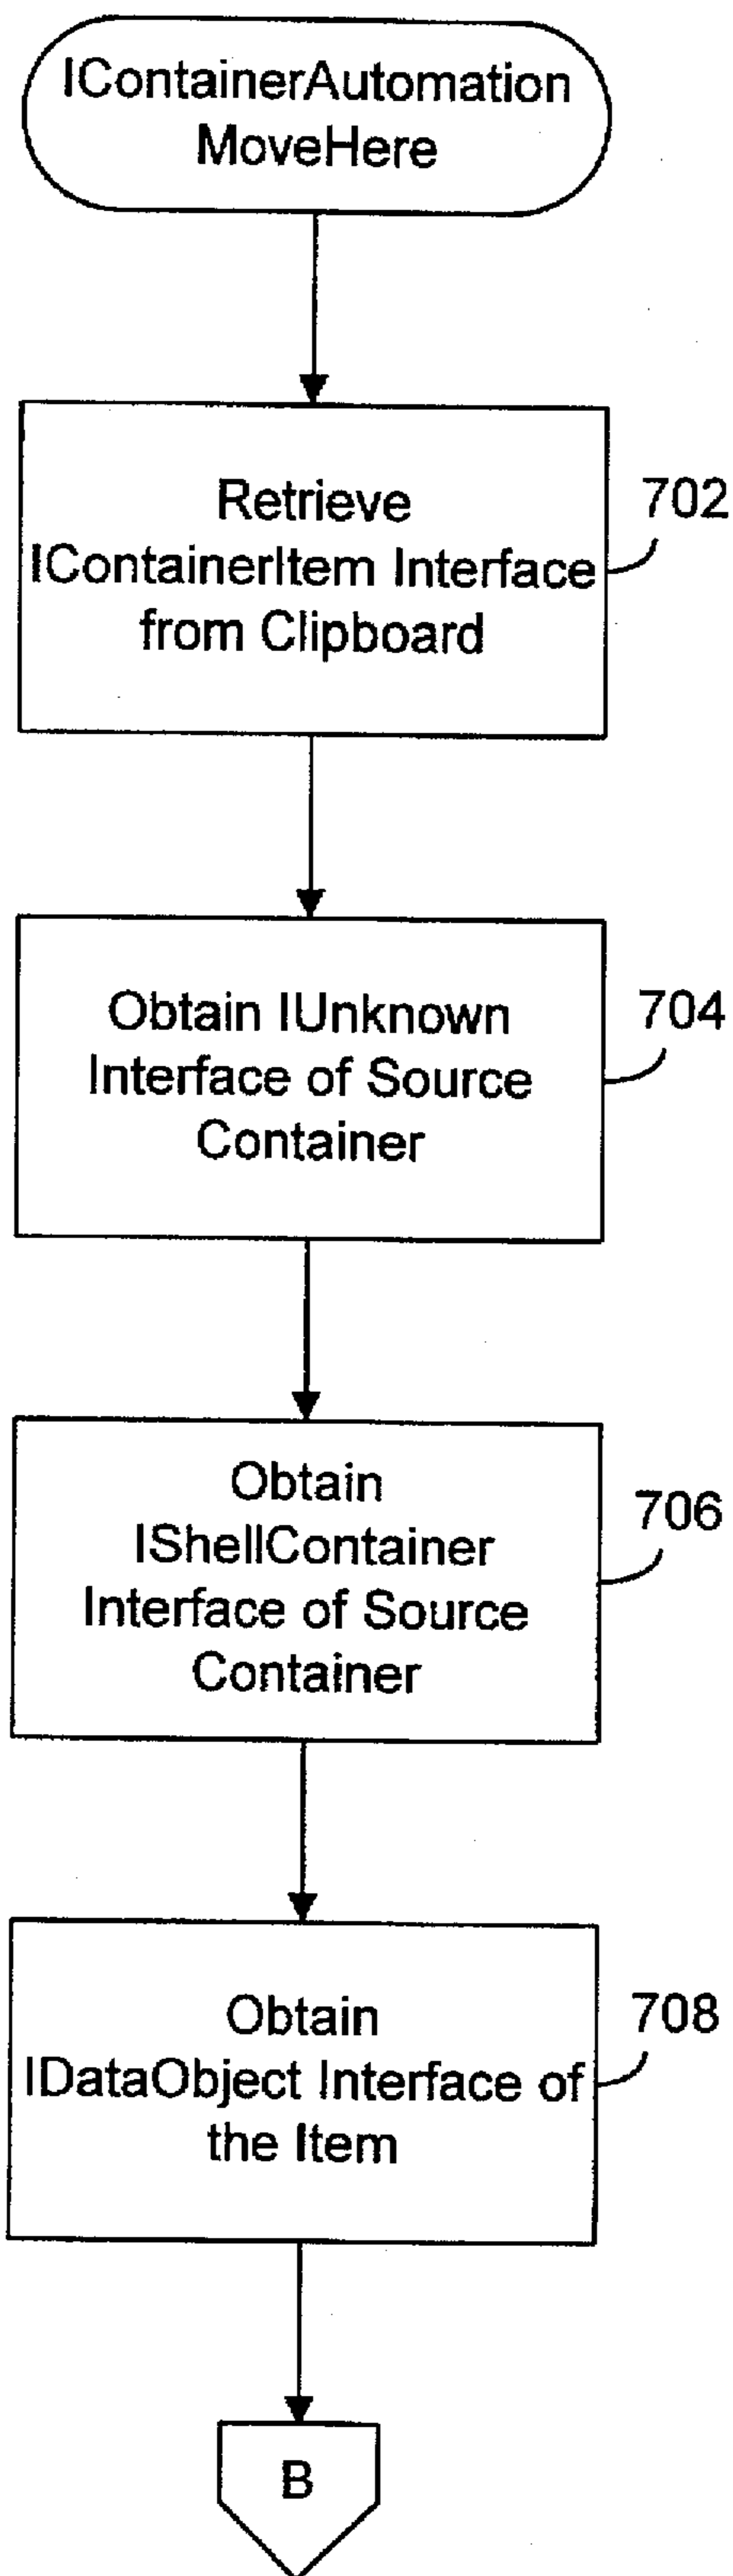 IContainerAutomation
MoveHere
Retrieve
IContainerItem Interface
from Clipboard
702
Obtain IUnknown
Interface of Source
Container
704
Obtain
IShellContainer
Interface of Source
Container
706
Obtain
IDataObject Interface of
the Item
708
B